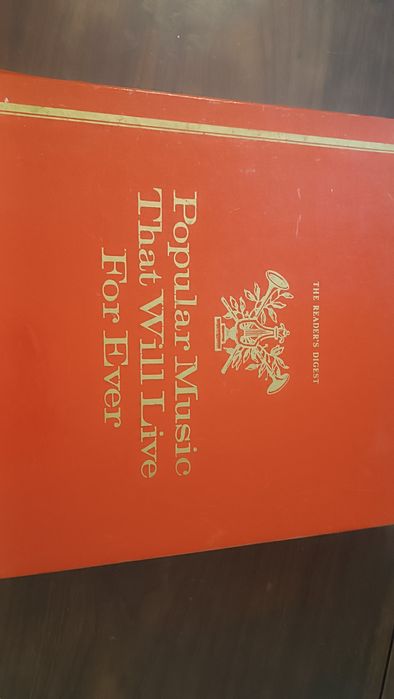 THE READER'S DIGEST
Popular Music
That Will Live
For Ever